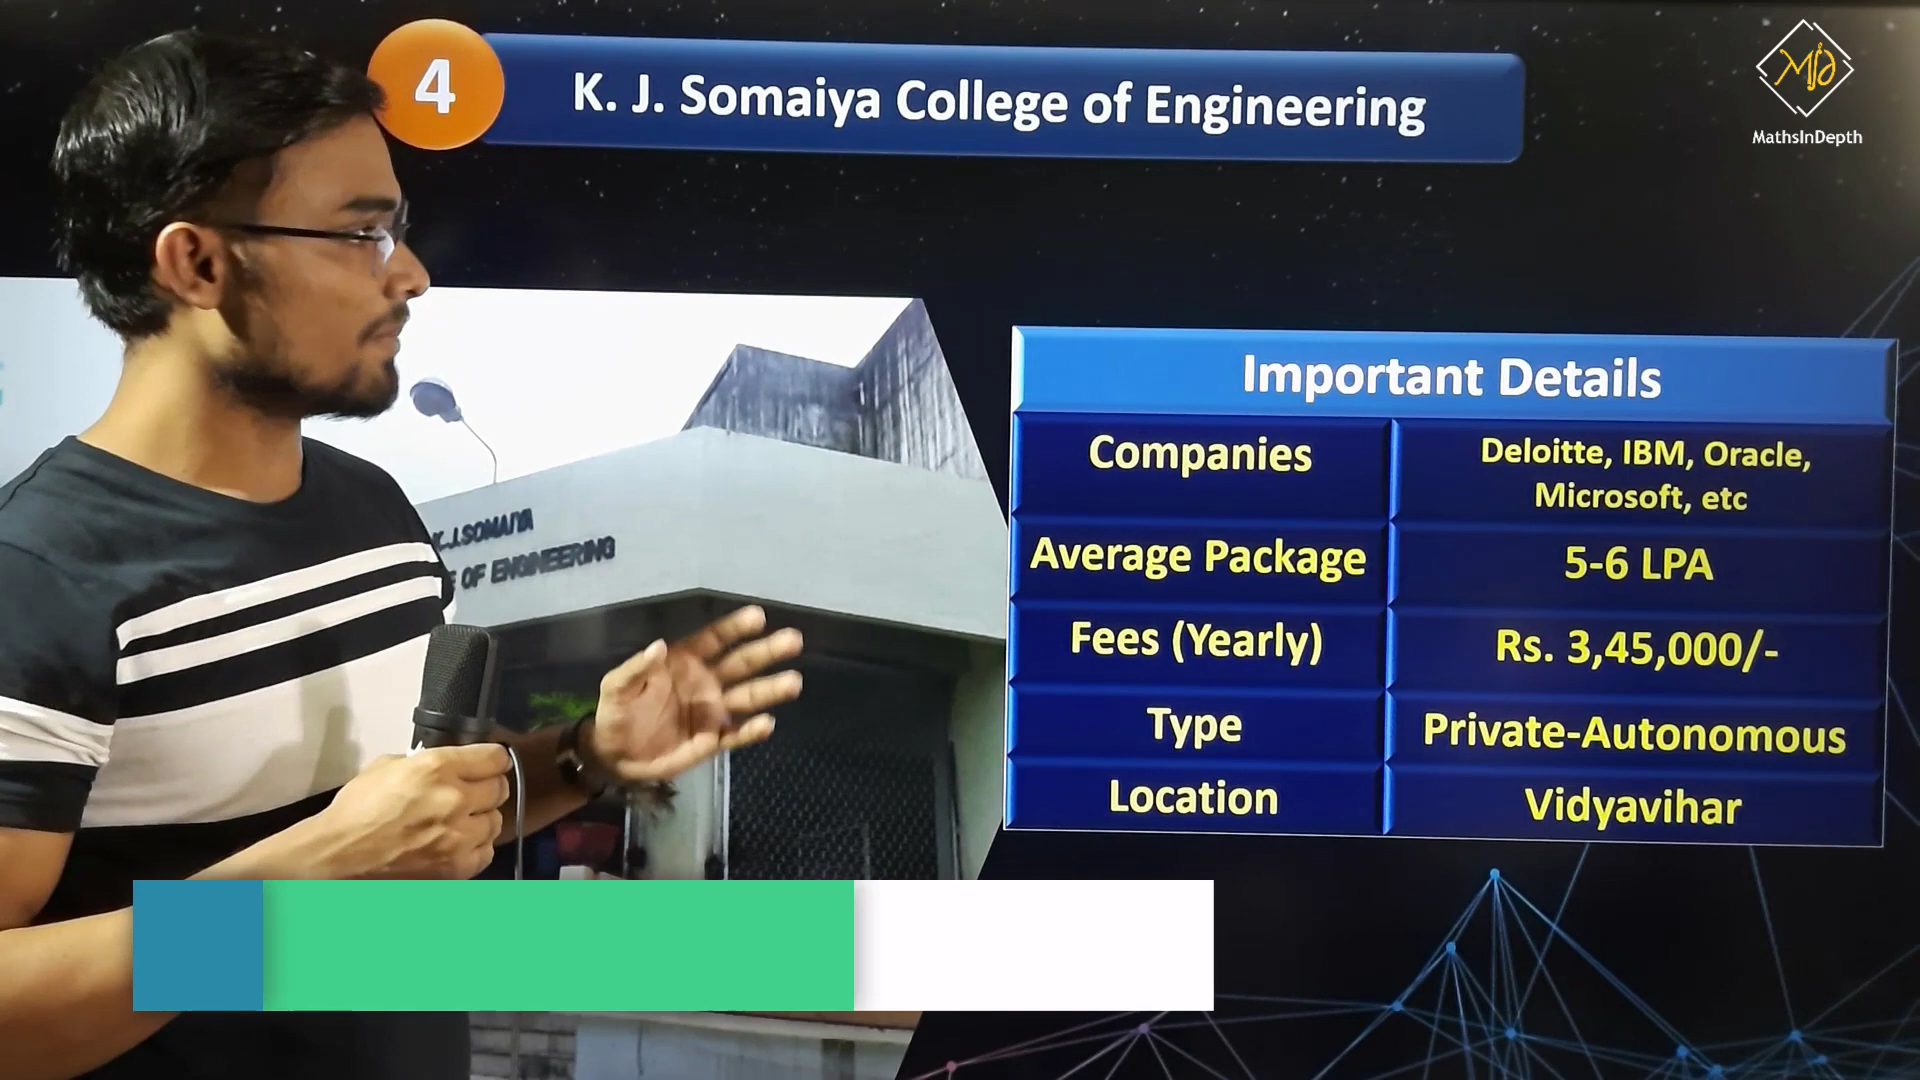 4
K. J. Somaiya College of Engineering
MathsInDepth
K.J.SOMAIYA
OF ENGINEERING
Important Details
Companies
Deloitte, IBM, Oracle,
Microsoft, etc
Average Package
5-6 LPA
Fees (Yearly)
Rs. 3,45,000/-
Type
Private-Autonomous
Location
Vidyavihar